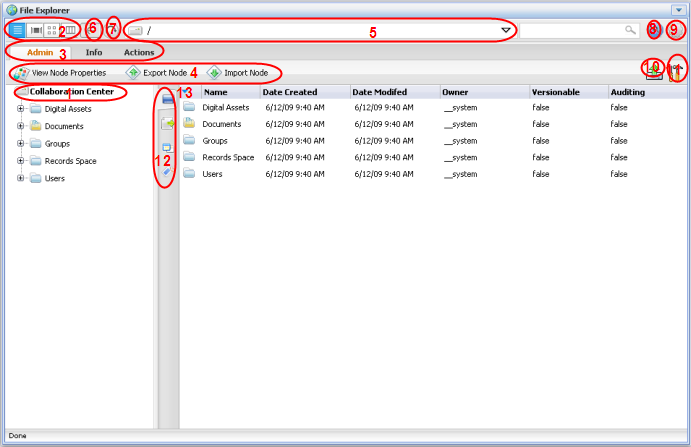 File Explorer
2 6 7 / 5 8 9
Admin 3 Info Actions
View Node Properties Export Node 4 Import Node 10 11
Collaboration Center 1 13 Name Date Created Date Modifed Owner Versionable Auditing
Digital Assets Digital Assets 6/12/09 9:40 AM 6/12/09 9:40 AM __system false false
Documents Documents 6/12/09 9:40 AM 6/12/09 9:40 AM __system false false
Groups Groups 6/12/09 9:40 AM 6/12/09 9:40 AM __system false false
12
Records Space Records Space 6/12/09 9:40 AM 6/12/09 9:40 AM __system false false
Users Users 6/12/09 9:40 AM 6/12/09 9:40 AM __system false false
Done